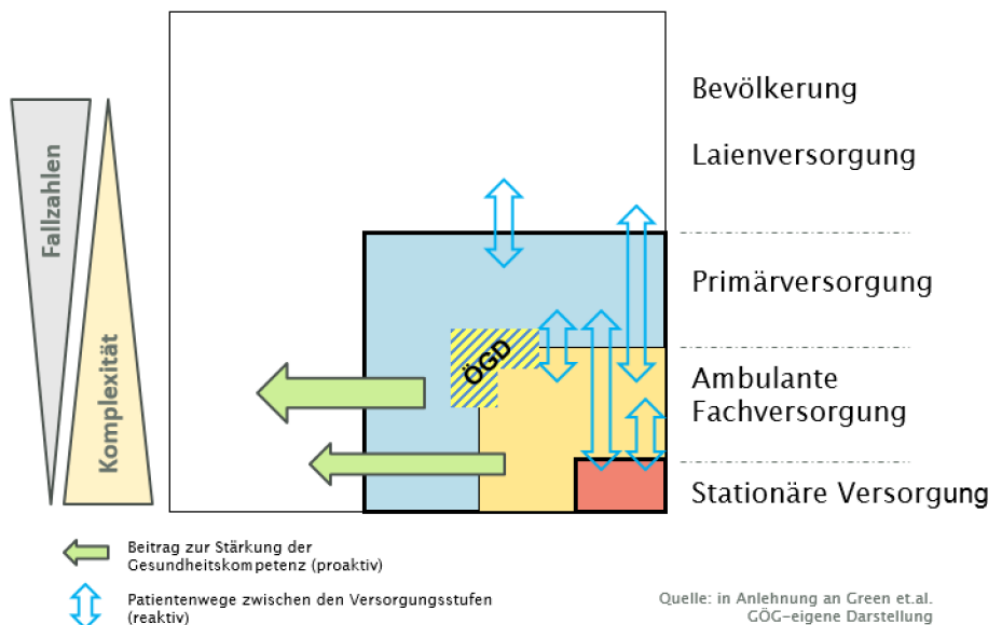 Fallzahlen
Komplexität
ÖGD
Bevölkerung
Laienversorgung
Primärversorgung
Ambulante
Fachversorgung
Stationäre Versorgung
Beitrag zur Stärkung der
Gesundheitskompetenz (proaktiv)
Patientenwege zwischen den Versorgungsstufen
(reaktiv)
Quelle: in Anlehnung an Green et.al.
GÖG-eigene Darstellung